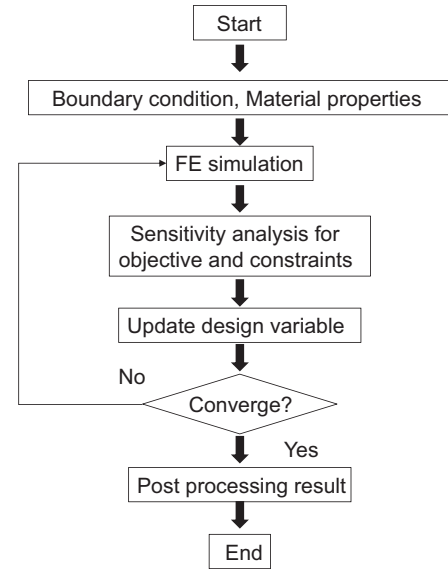 Start
Boundary condition, Material properties
FE simulation
Sensitivity analysis for
objective and constraints
Update design variable
No
Converge?
Yes
Post processing result
End